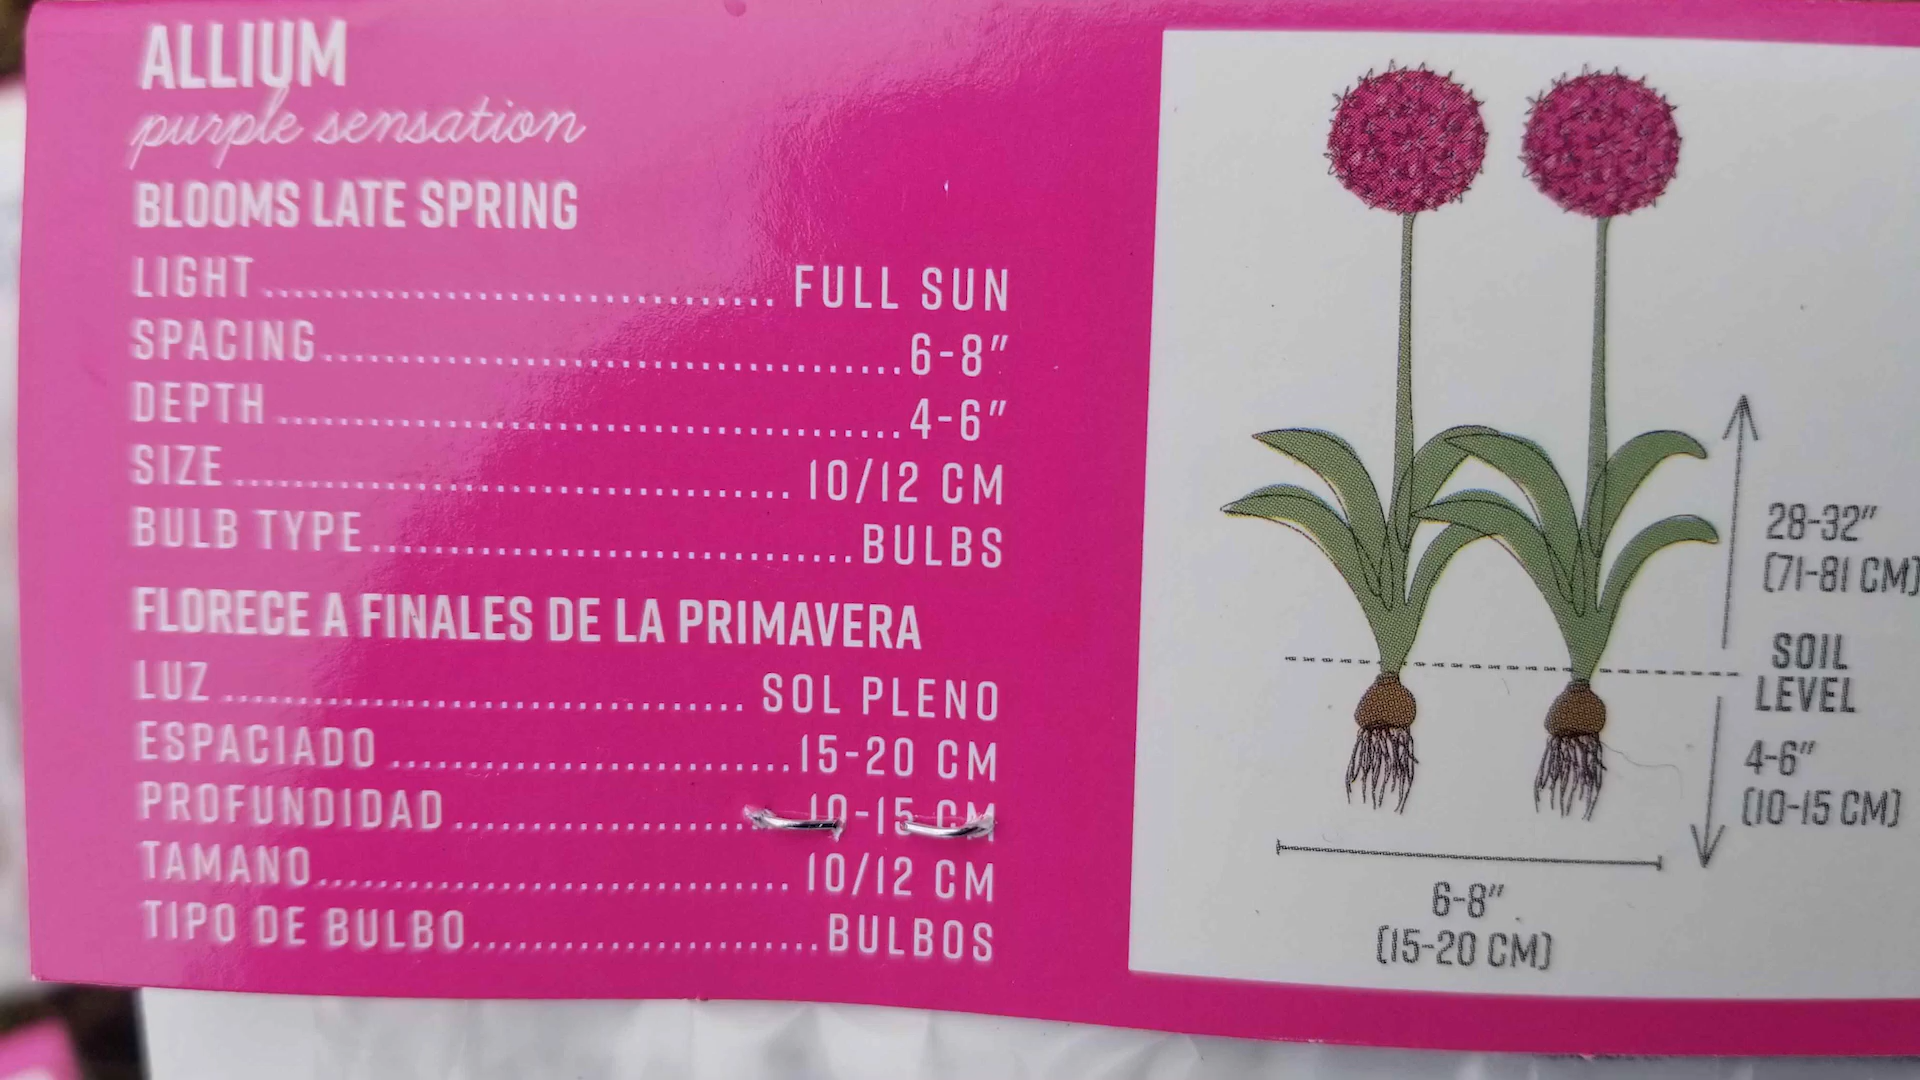 ALLIUM
purple sensation
BLOOMS LATE SPRING
LIGHT................................... FULL SUN
SPACING.......................................6-8"
DEPTH..........................................4-6"
SIZE...................................... 10/12 CM
BULB TYPE.................................BULBS
FLORECE A FINALES DE LA PRIMAVERA
LUZ................................... SOL PLENO
ESPACIADO...........................15-20 CM
PROFUNDIDAD.......................10-15 CM
TAMANO................................ 10/12 CM
TIPO DE BULBO........................BULBOS
28-32"
(71-81 CM)
SOIL
LEVEL
4-6"
(10-15 CM)
6-8"
(15-20 CM)